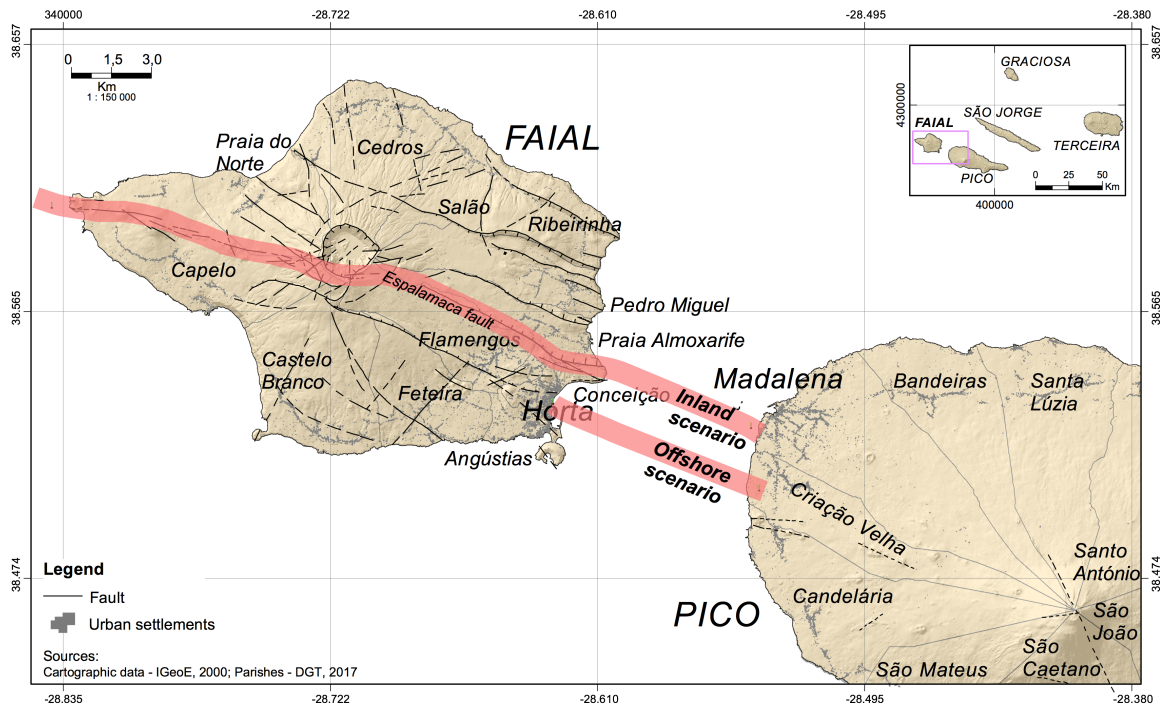 340000
-28.722
-28.610
-28.495
-28.380
38.657
38.657
0 1,5 3,0
Km
1 : 150 000
GRACIOSA
4300000
SÃO JORGE
FAIAL
TERCEIRA
PICO
0 25 50
Km
400000
FAIAL
Praia do
Norte
Cedros
Salão
Ribeirinha
Capelo
Espalamaca fault
Pedro Miguel
38.565
38.565
Flamengos
Praia Almoxarife
Castelo
Branco
Feteira
Conceição
Horta
Angústias
Inland
scenario
Offshore
scenario
Madalena
Bandeiras
Santa
Lúzia
Criação Velha
Santo
António
38.474
38.474
Candelária
PICO
São
João
São
Caetano
São Mateus
Legend
Fault
Urban settlements
Sources:
Cartographic data - IGeoE, 2000; Parishes - DGT, 2017
-28.835
-28.722
-28.610
-28.495
-28.380